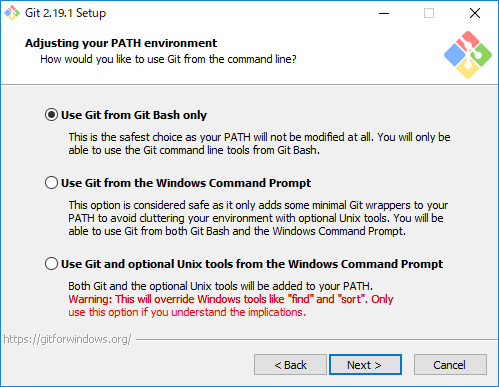 Git 2.19.1 Setup
Adjusting your PATH environment
How would you like to use Git from the command line?
Use Git from Git Bash only
This is the safest choice as your PATH will not be modified at all. You will only
be able to use the Git command line tools from Git Bash.
Use Git from the Windows Command Prompt
This option is considered safe as it only adds some minimal Git wrappers to your
PATH to avoid cluttering your environment with optional Unix tools. You will be
able to use Git from both Git Bash and the Windows Command Prompt.
Use Git and optional Unix tools from the Windows Command Prompt
Both Git and the optional Unix tools will be added to your PATH.
Warning: This will override Windows tools like "find" and "sort". Only
use this option if you understand the implications.
https://gitforwindows.org/
< Back
Next >
Cancel